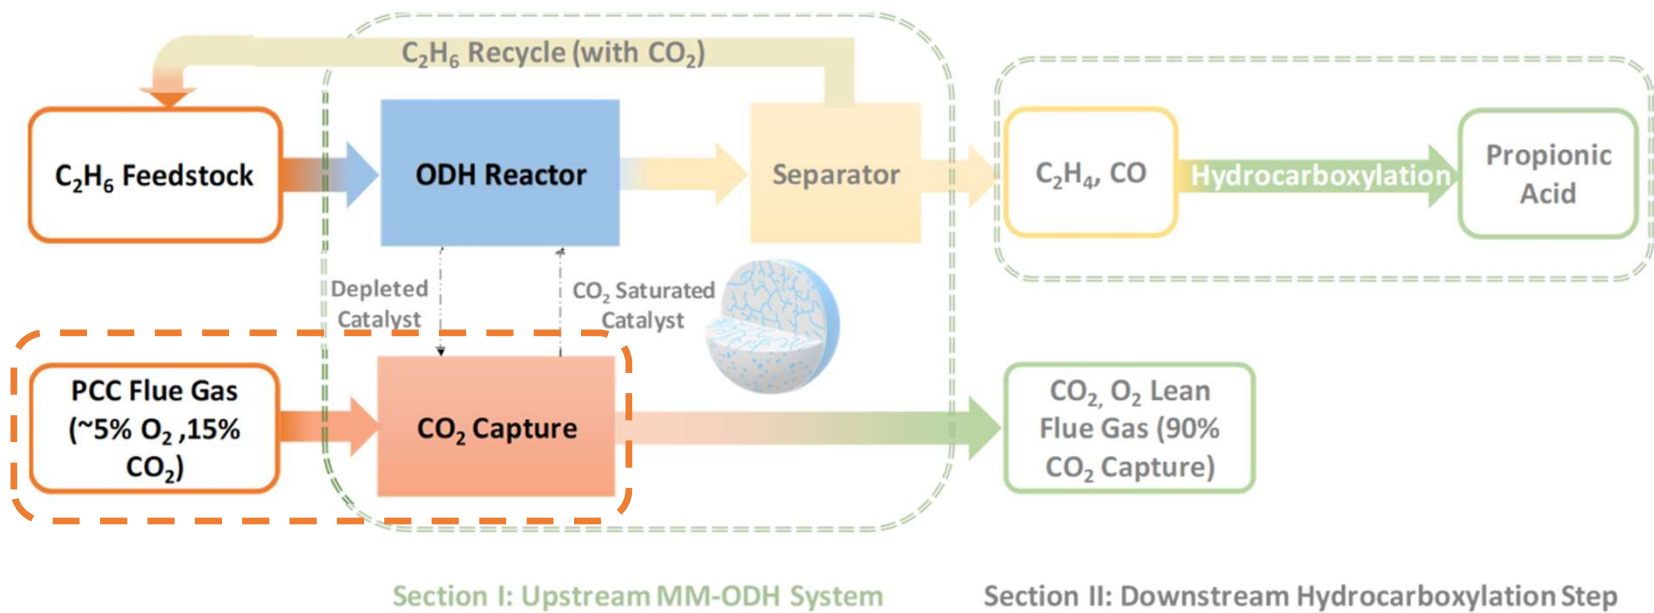 C₂H₆ Recycle (with CO₂)
C₂H₆ Feedstock
ODH Reactor
Separator
C₂H₄, CO
Hydrocarboxylation
Propionic
Acid
Depleted
Catalyst
CO₂ Saturated
Catalyst
PCC Flue Gas
(~5% O₂ ,15%
CO₂)
CO₂ Capture
CO₂, O₂ Lean
Flue Gas (90%
CO₂ Capture)
Section I: Upstream MM-ODH System
Section II: Downstream Hydrocarboxylation Step